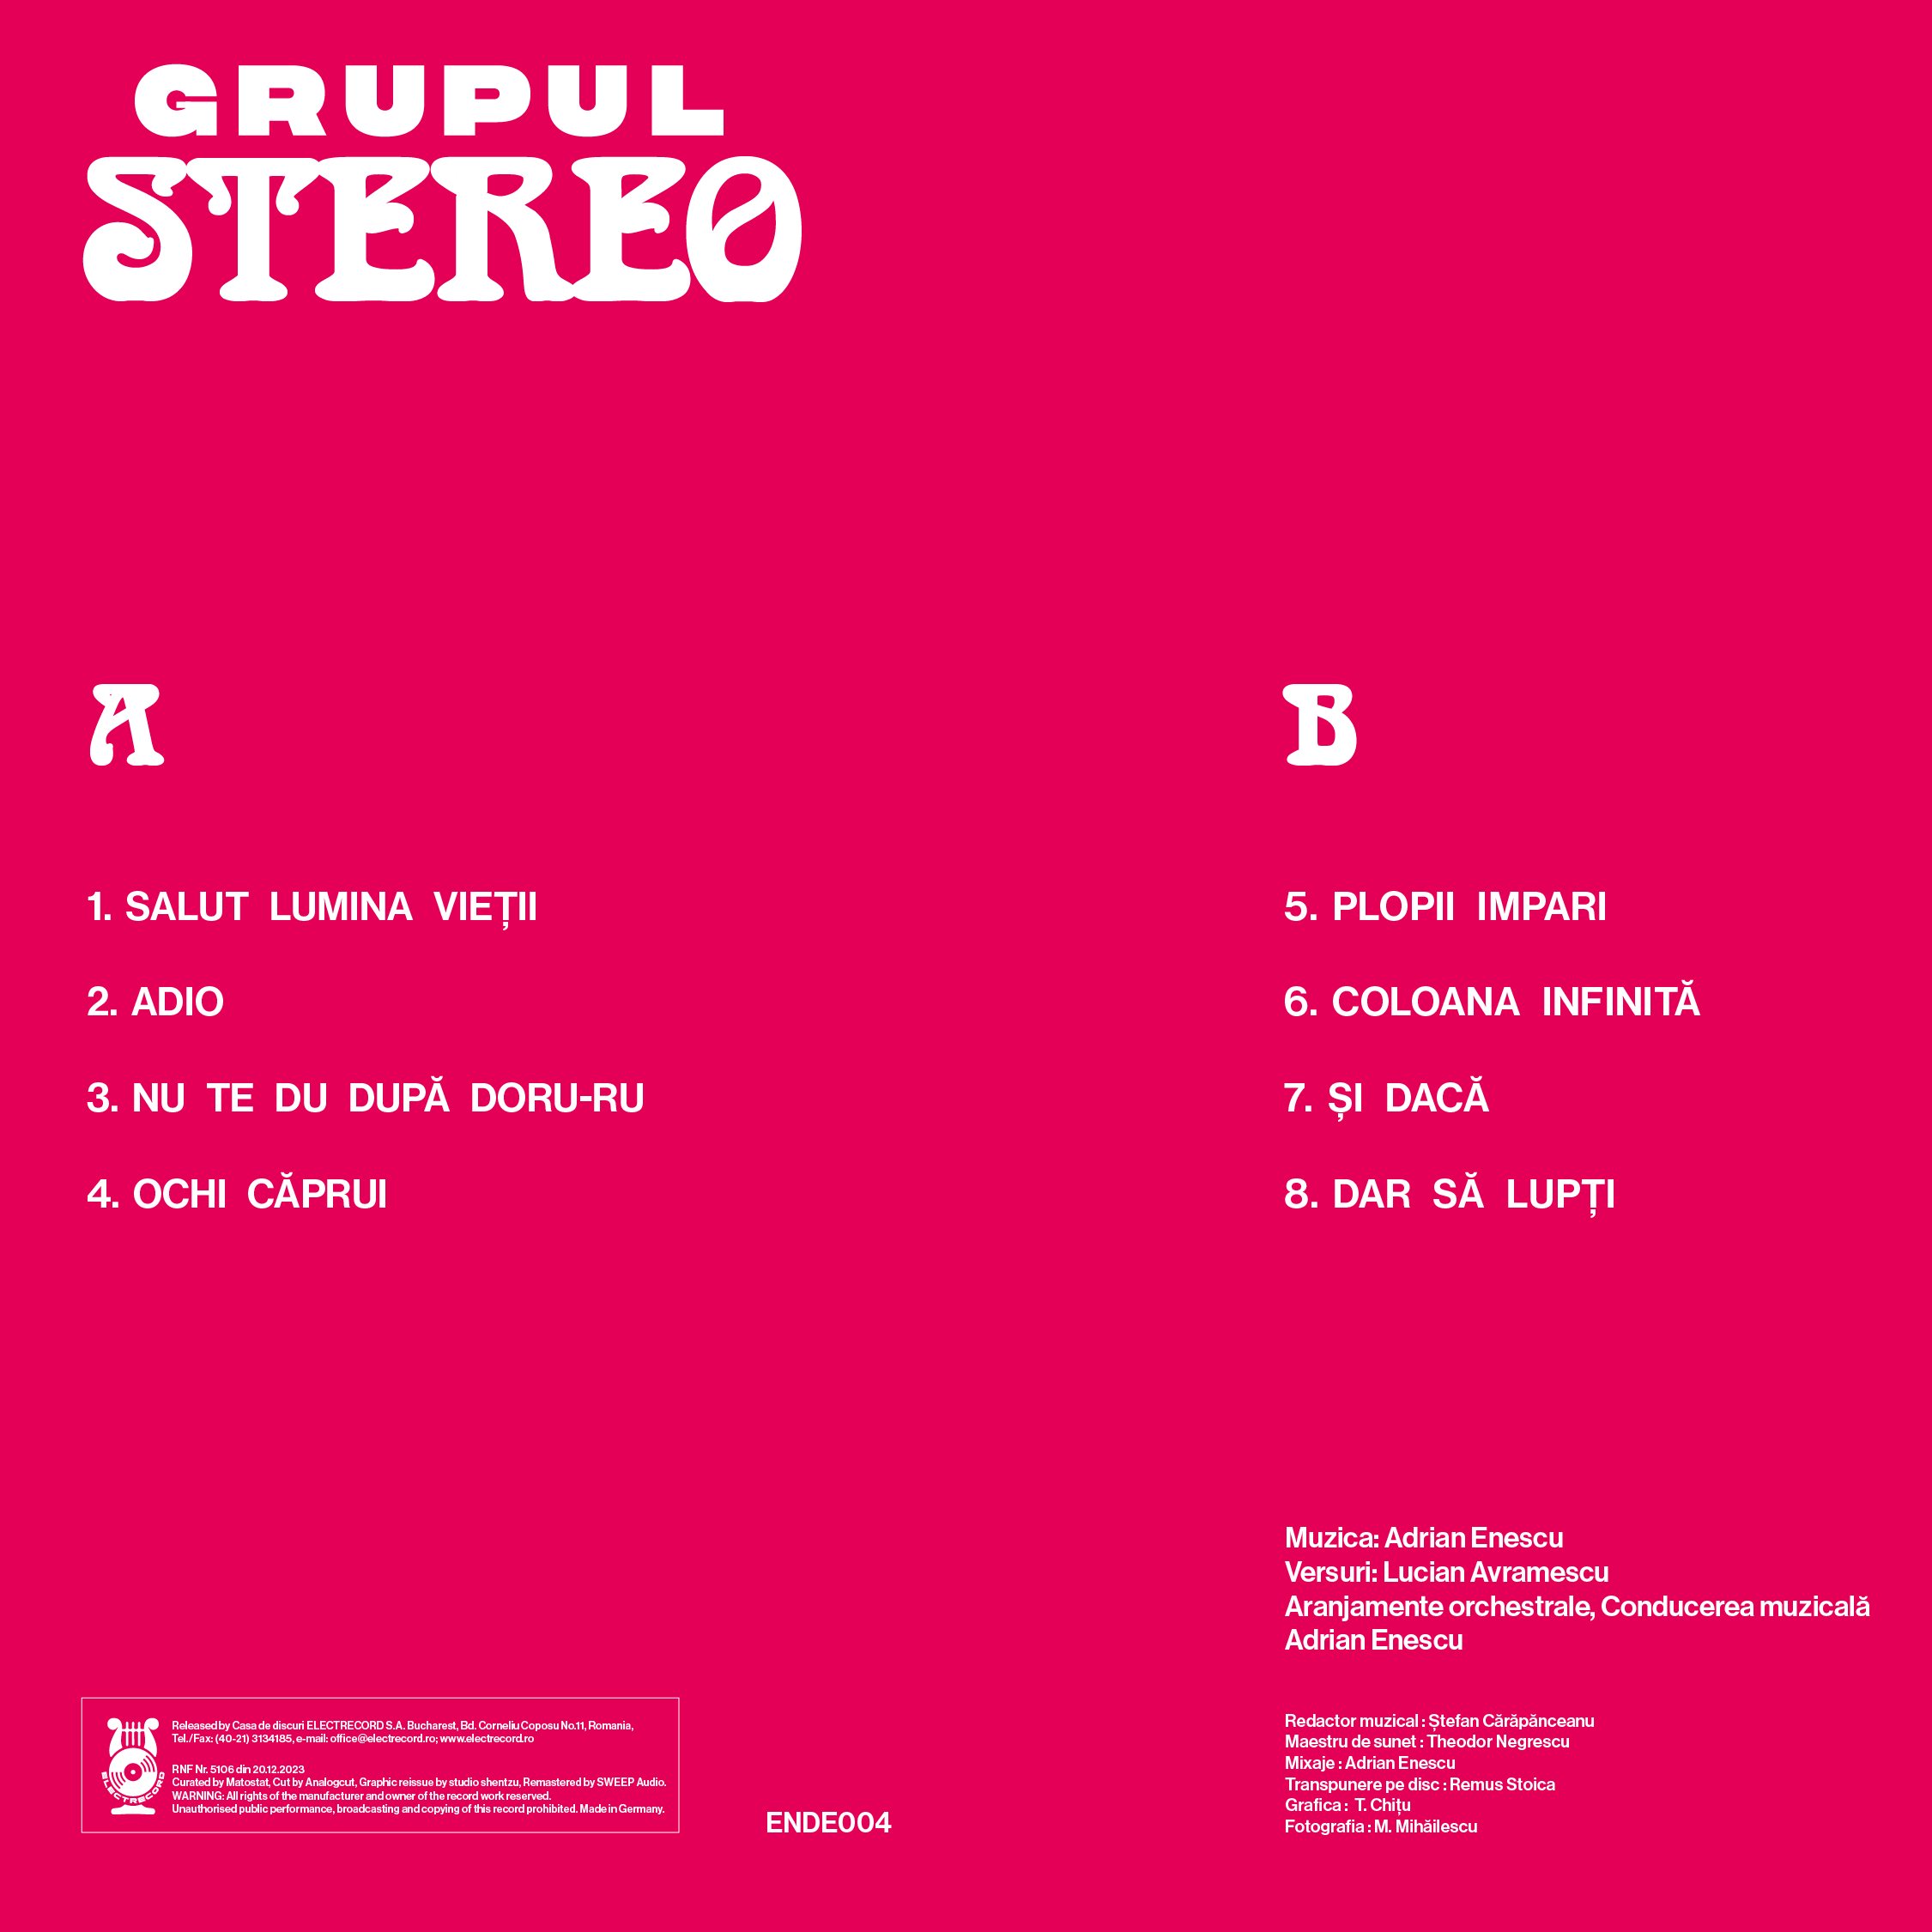 GRUPUL
STEREO
A
1. SALUT LUMINA VIEȚII
2. ADIO
3. NU TE DU DUPĂ DORU-RU
4. OCHI CĂPRUI
B
5. PLOPII IMPARI
6. COLOANA INFINITĂ
7. ȘI DACĂ
8. DAR SĂ LUPȚI
Muzica: Adrian Enescu
Versuri: Lucian Avramescu
Aranjamente orchestrale, Conducerea muzicală
Adrian Enescu
Redactor muzical : Ștefan Cărăpănceanu
Maestru de sunet : Theodor Negrescu
Mixaje : Adrian Enescu
Transpunere pe disc : Remus Stoica
Grafica : T. Chițu
Fotografia : M. Mihăilescu
ELECTRECORD
Released by Casa de discuri ELECTRECORD S.A. Bucharest, Bd. Corneliu Coposu No.11, Romania,
Tel./Fax: (40-21) 3134185, e-mail: office@electrecord.ro; www.electrecord.ro
RNF Nr. 5106 din 20.12.2023
Curated by Matostat, Cut by Analogcut, Graphic reissue by studio shentzu, Remastered by SWEEP Audio.
WARNING: All rights of the manufacturer and owner of the record work reserved.
Unauthorised public performance, broadcasting and copying of this record prohibited. Made in Germany.
ENDE004